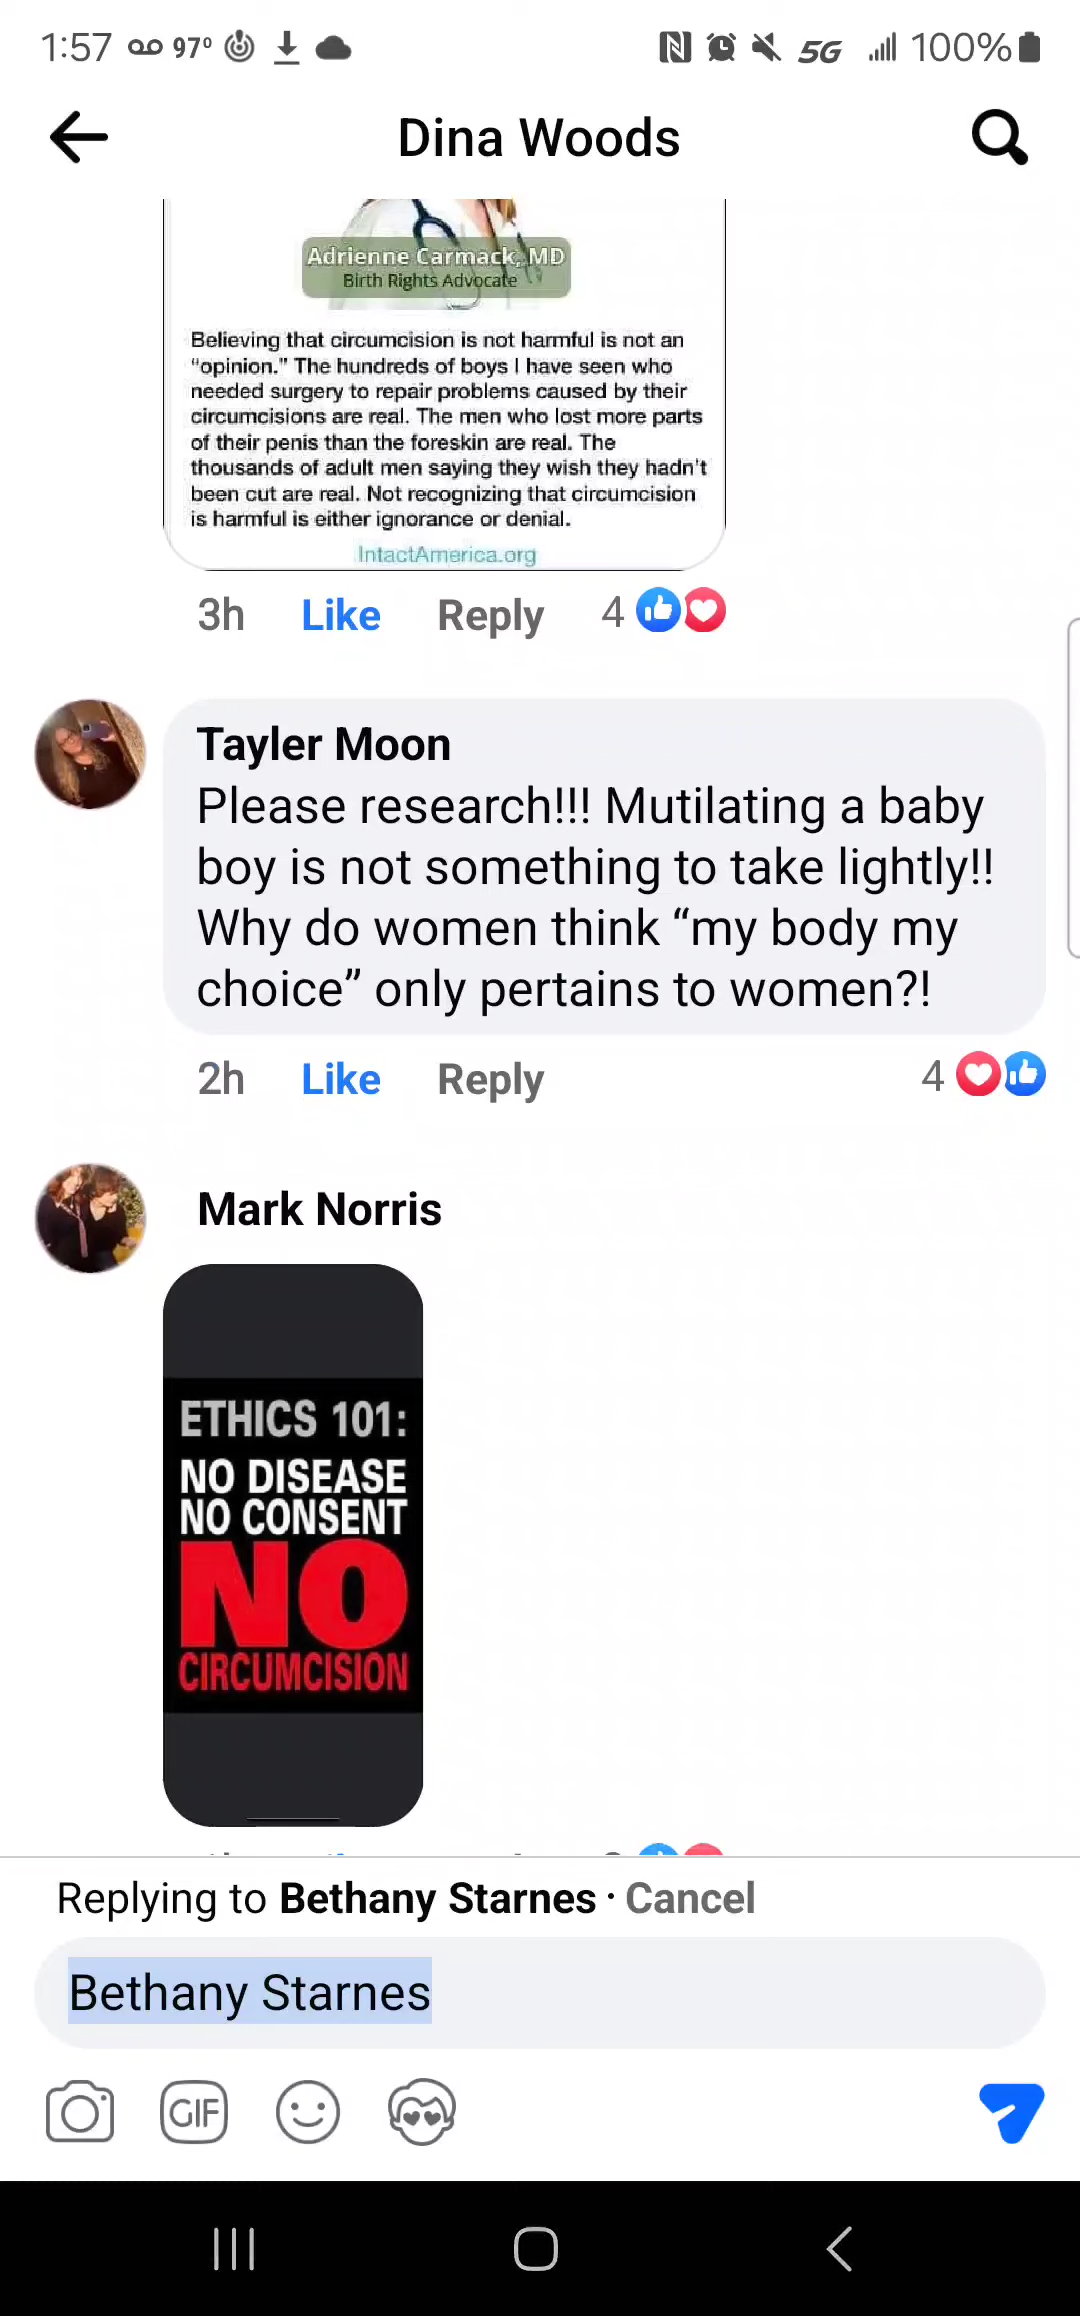 1:57 97° 5G 100%
Dina Woods
Adrienne Carmack, MD
Birth Rights Advocate
Believing that circumcision is not harmful is not an
"opinion." The hundreds of boys I have seen who
needed surgery to repair problems caused by their
circumcisions are real. The men who lost more parts
of their penis than the foreskin are real. The
thousands of adult men saying they wish they hadn't
been cut are real. Not recognizing that circumcision
is harmful is either ignorance or denial.
IntactAmerica.org
3h Like Reply 4
Tayler Moon
Please research!!! Mutilating a baby
boy is not something to take lightly!!
Why do women think “my body my
choice” only pertains to women?!
2h Like Reply 4
Mark Norris
ETHICS 101:
NO DISEASE
NO CONSENT
NO
CIRCUMCISION
Replying to Bethany Starnes · Cancel
Bethany Starnes
GIF